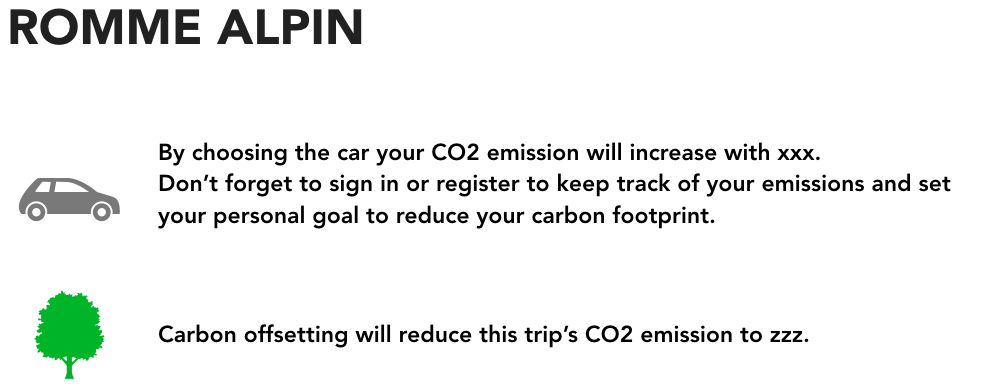 ROMME ALPIN
By choosing the car your CO2 emission will increase with xxx.
Don’t forget to sign in or register to keep track of your emissions and set
your personal goal to reduce your carbon footprint.
Carbon offsetting will reduce this trip’s CO2 emission to zzz.